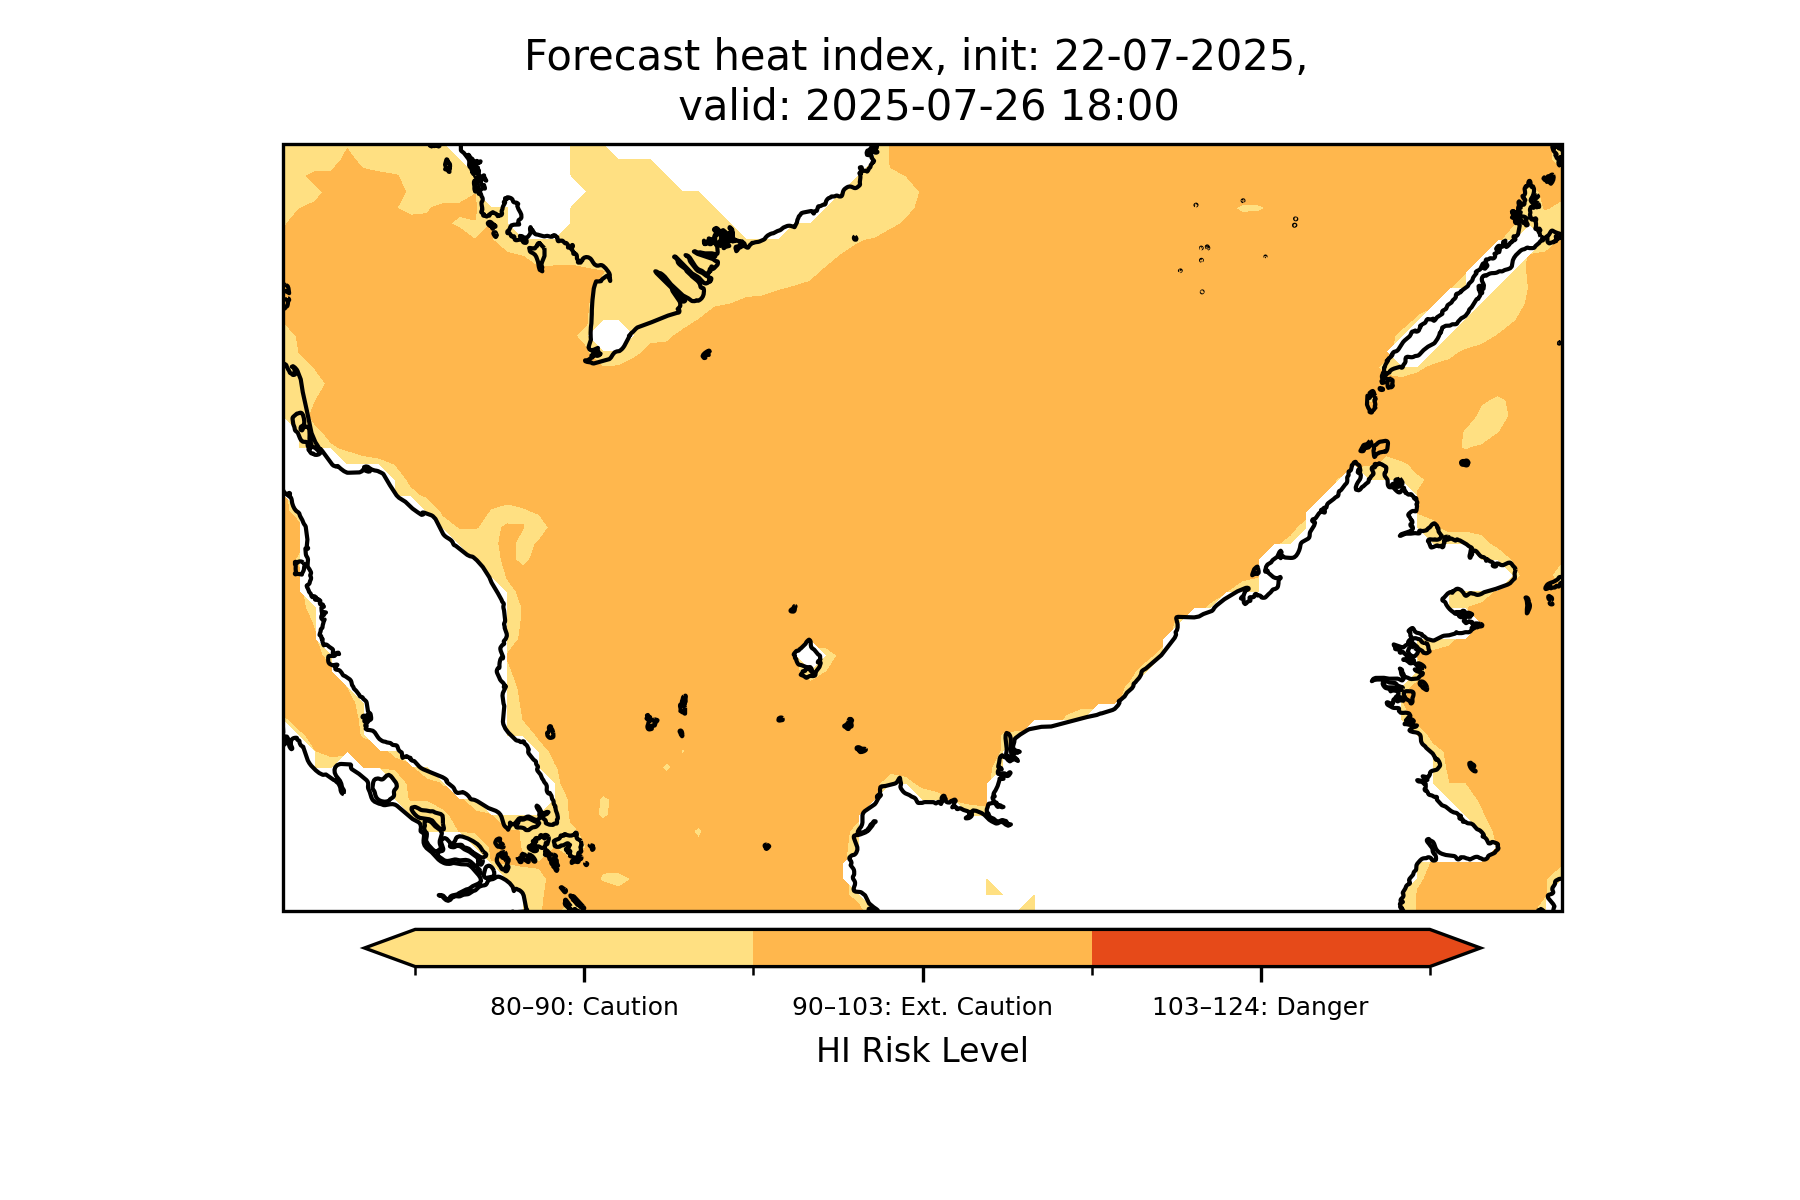 Forecast heat index, init: 22-07-2025,
valid: 2025-07-26 18:00
80–90: Caution
90–103: Ext. Caution
103–124: Danger
HI Risk Level